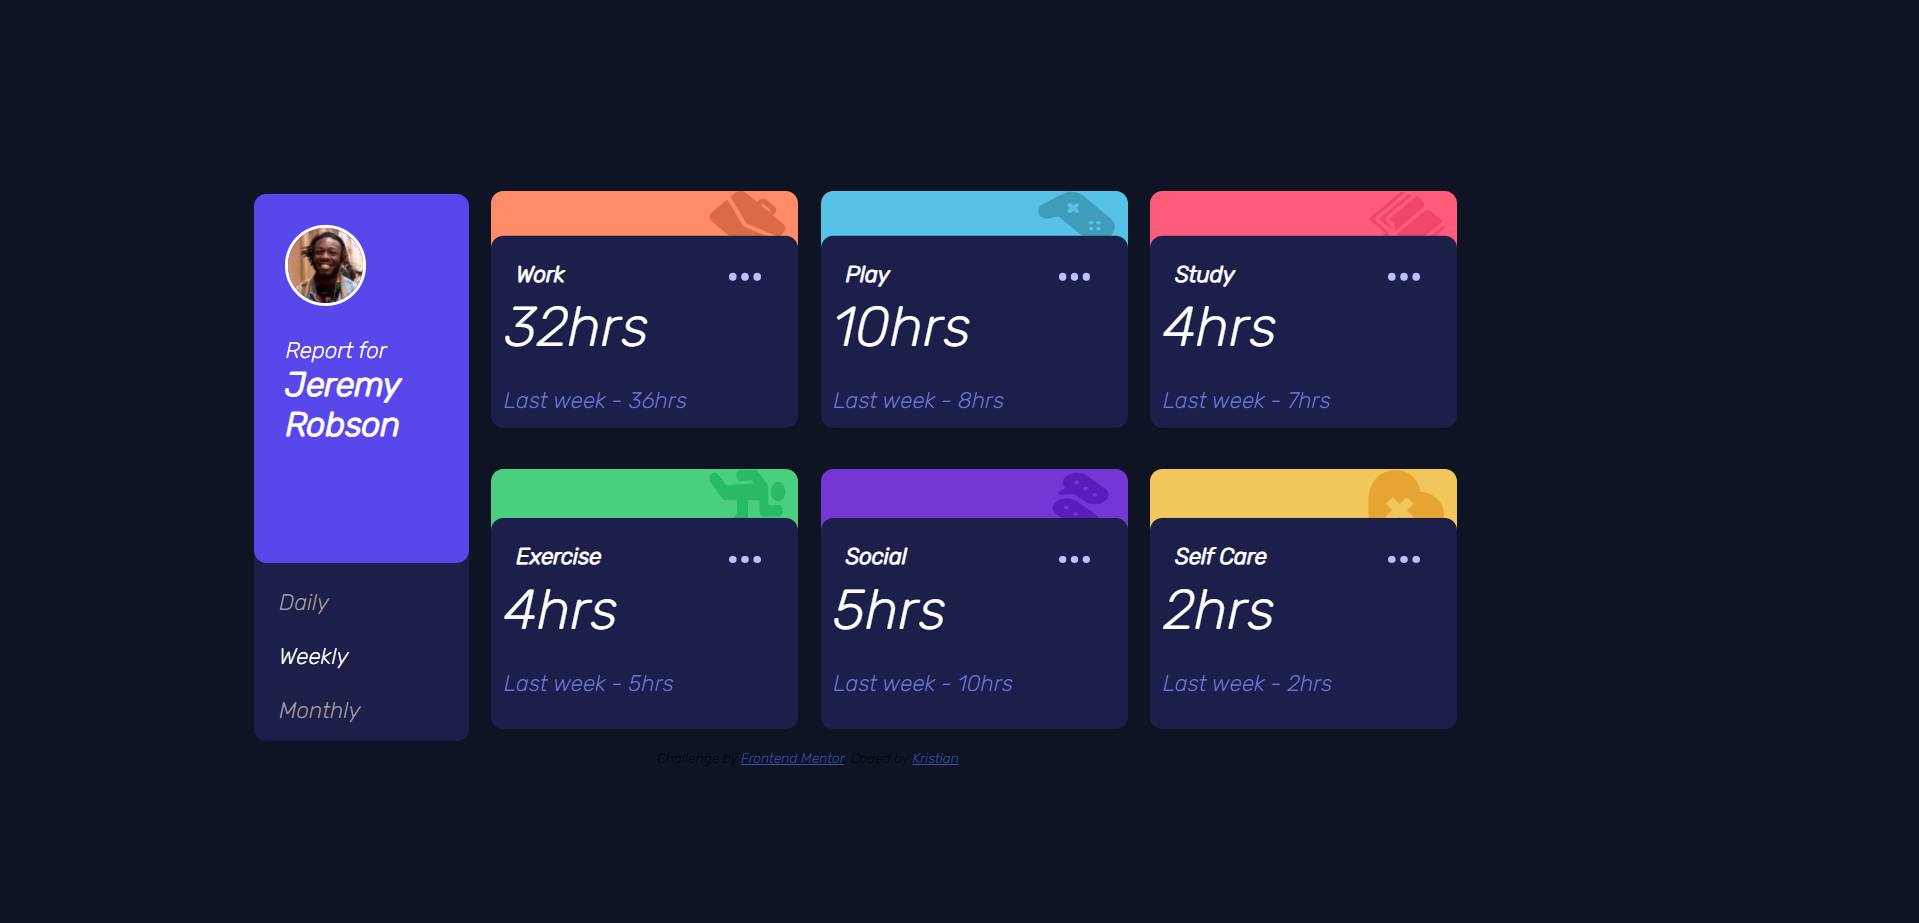 Report for
Jeremy
Robson
Daily
Weekly
Monthly
Work
32hrs
Last week - 36hrs
Play
10hrs
Last week - 8hrs
Study
4hrs
Last week - 7hrs
Exercise
4hrs
Last week - 5hrs
Social
5hrs
Last week - 10hrs
Self Care
2hrs
Last week - 2hrs
Challenge by Frontend Mentor. Coded by Kristian